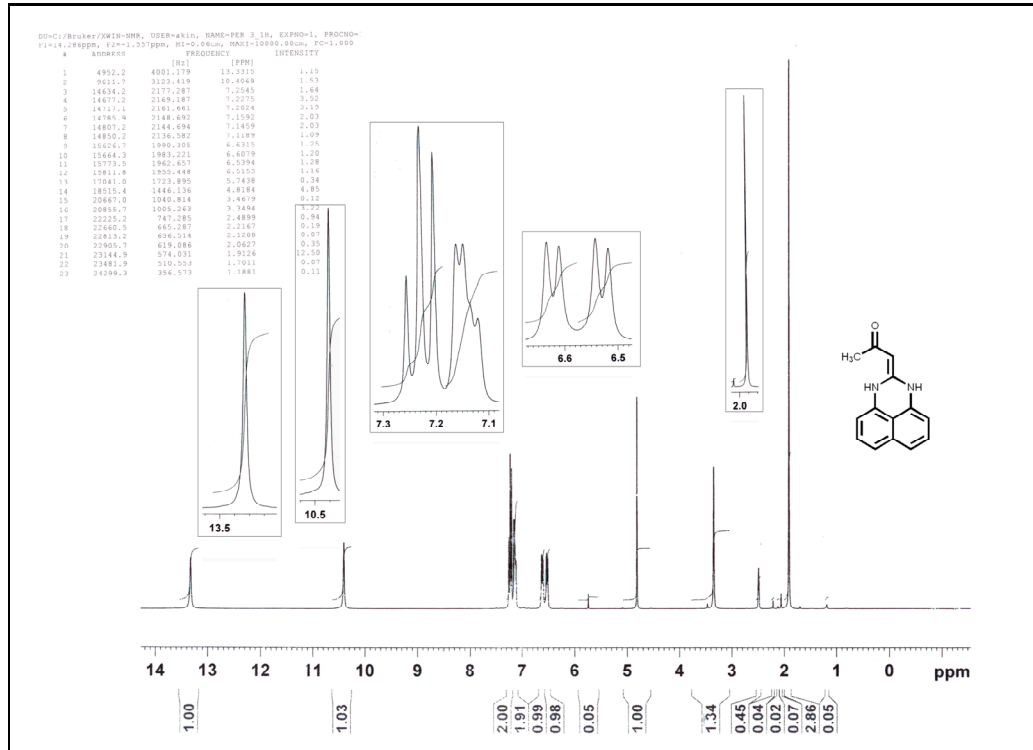 DU=C:/Bruker/XWIN-NMR, USER=akin, NAME=PER 3_1H, EXPNO=1, PROCNO=
F1=14.286ppm, F2=-1.557ppm, MI=0.06cm, MAXI=10000.00cm, PC=1.000
# ADDRESS FREQUENCY INTENSITY
[Hz] [PPM]
1 4952.2 4001.179 13.3315 1.15
2 9611.7 3123.419 10.4069 1.53
3 14634.2 2177.287 7.2545 1.64
4 14677.2 2169.187 7.2275 3.52
5 14717.1 2161.661 7.2024 3.15
6 14785.9 2148.692 7.1592 2.03
7 14807.2 2144.694 7.1459 2.03
8 14850.2 2136.582 7.1189 1.09
9 15626.7 1990.305 6.6315 1.25
10 15664.3 1983.221 6.6079 1.20
11 15773.5 1962.657 6.5394 1.28
12 15811.8 1955.448 6.5153 1.16
13 17041.0 1723.895 5.7438 0.34
14 18515.4 1446.136 4.8184 4.85
15 20667.0 1040.814 3.4679 0.12
16 20855.7 1005.263 3.3494 3.22
17 22225.2 747.285 2.4899 0.94
18 22660.5 665.287 2.2167 0.19
19 22813.2 636.514 2.1208 0.07
20 22905.7 619.086 2.0627 0.35
21 23144.9 574.031 1.9126 12.50
22 23481.9 510.553 1.7011 0.07
23 24299.3 356.573 1.1881 0.11
7.3 7.2 7.1
6.6 6.5
2.0
13.5
10.5
O
H₃C
HN NH
14 13 12 11 10 9 8 7 6 5 4 3 2 1 0 ppm
1.00 1.03 2.00 1.91 0.99 0.98 0.05 1.00 1.34 0.45 0.04 0.02 0.07 2.86 0.05